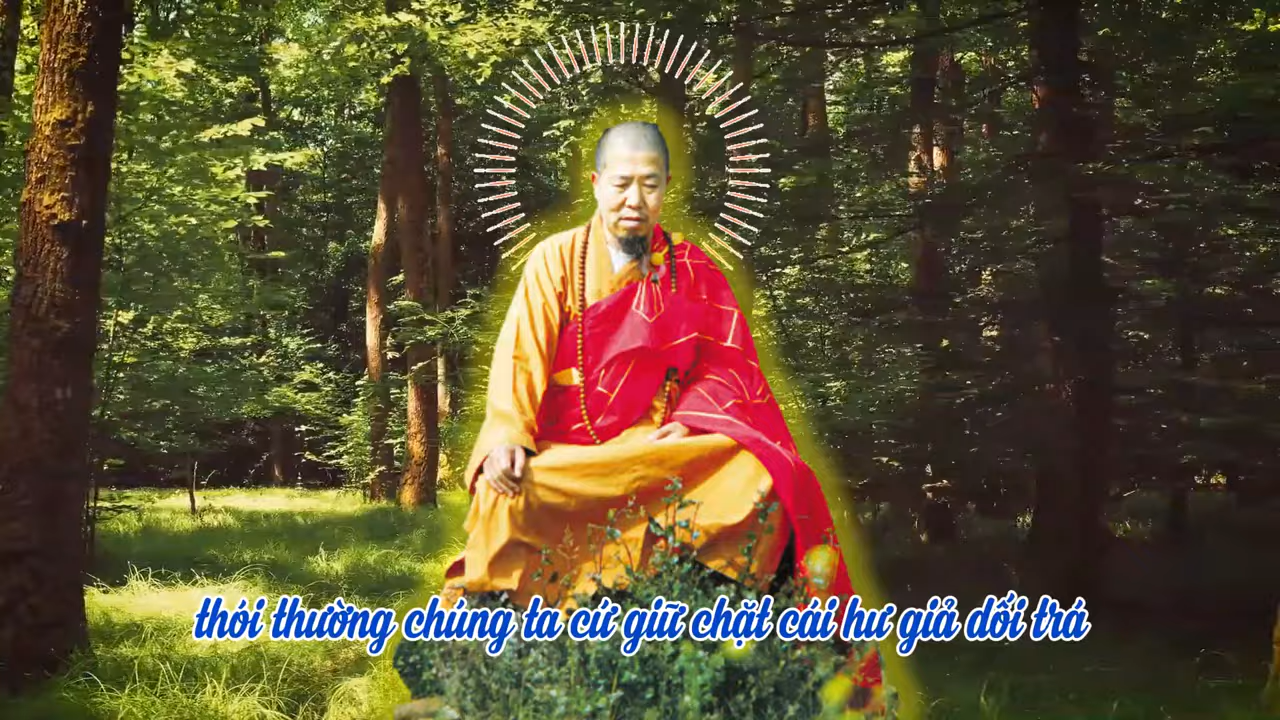 thói thường chúng ta cứ giữ chặt cái hư giả dối trá